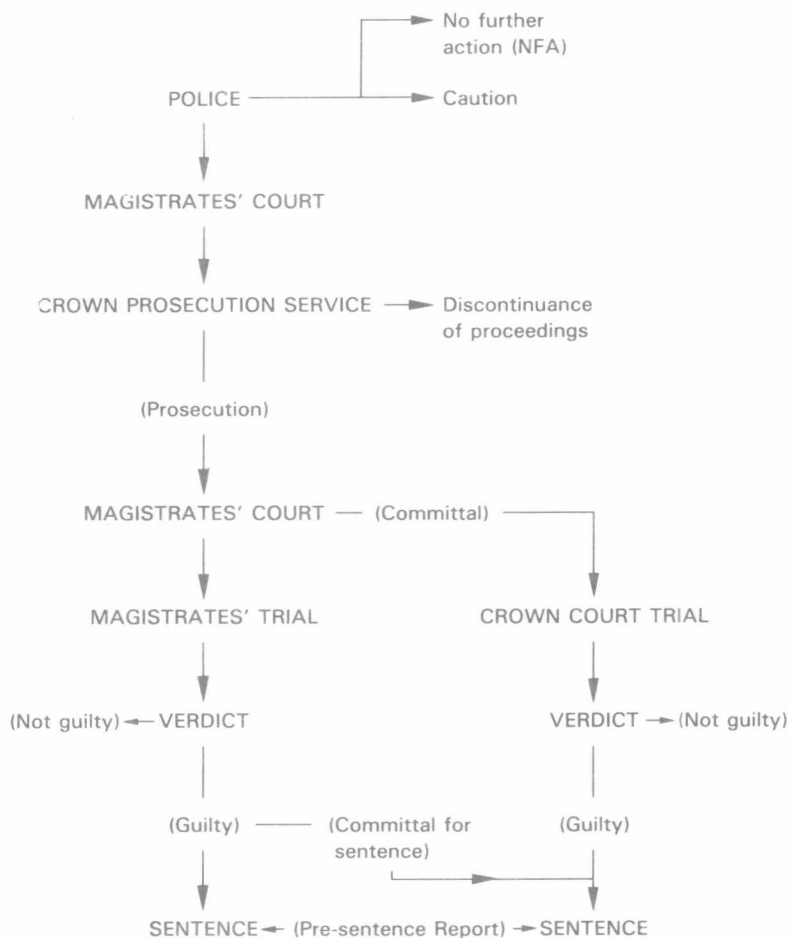 No further
action (NFA)
POLICE
Caution
MAGISTRATES' COURT
CROWN PROSECUTION SERVICE
Discontinuance
of proceedings
(Prosecution)
MAGISTRATES' COURT
(Committal)
MAGISTRATES' TRIAL
CROWN COURT TRIAL
(Not guilty)
VERDICT
VERDICT
(Not guilty)
(Guilty)
(Committal for
sentence)
(Guilty)
SENTENCE
(Pre-sentence Report)
SENTENCE